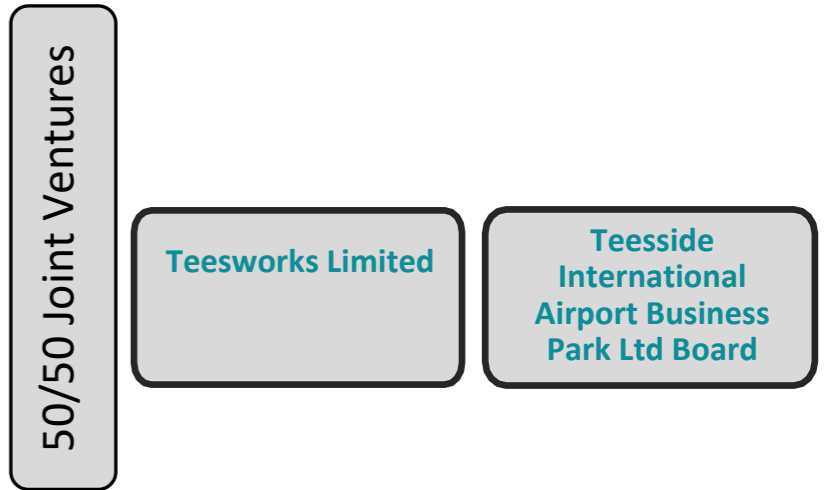 50/50 Joint Ventures
Teesworks Limited
Teesside
International
Airport Business
Park Ltd Board